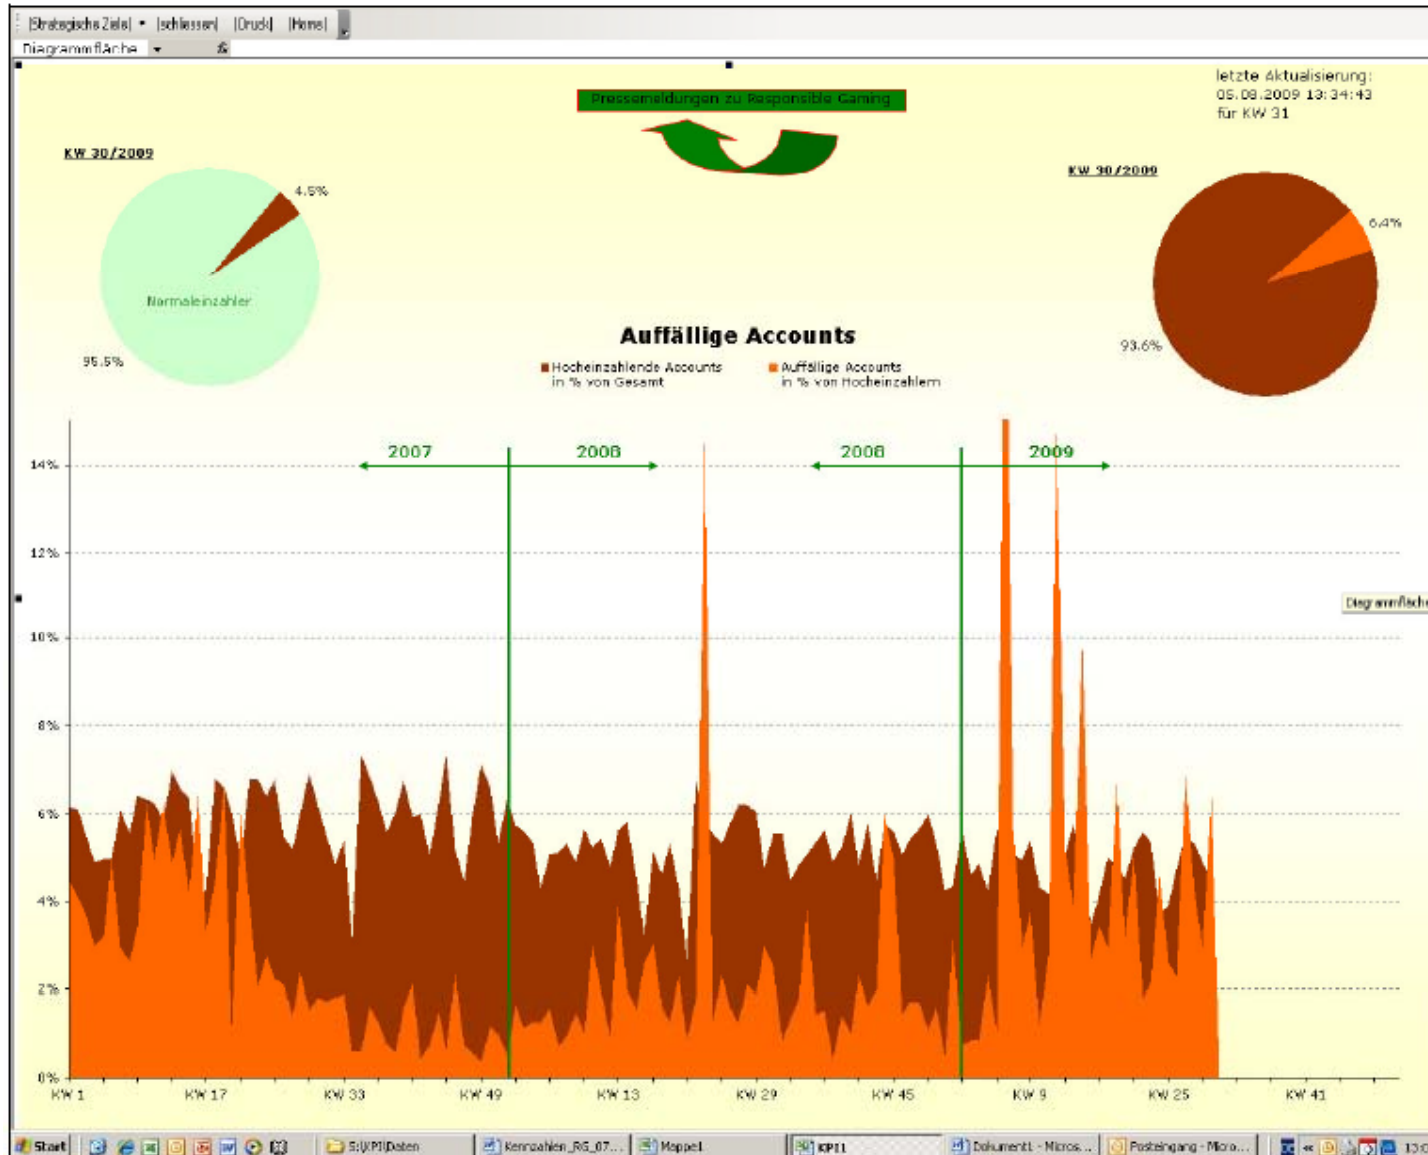 |Strategische Ziele| |schliessen| |Druck| |Home|
Diagrammfläche fx
letzte Aktualisierung:
05.08.2009 13:34:43
für KW 31
Pressemeldungen zu Responsible Gaming
KW 30/2009
4.5%
Normaleinzahler
95.5%
KW 30/2009
6.4%
93.6%
Auffällige Accounts
Hocheinzahlende Accounts
in % von Gesamt
Auffällige Accounts
in % von Hocheinzahlern
2007 2008 2008 2009
14%
12%
10%
8%
6%
4%
2%
0%
Diagrammfläche
KW 1 KW 17 KW 33 KW 49 KW 13 KW 29 KW 45 KW 9 KW 25 KW 41
Start S:\KPI\Daten Kennzahlen_RG_07... Mappe1 KPI1 Dokument1 - Micros... Posteingang - Micro...